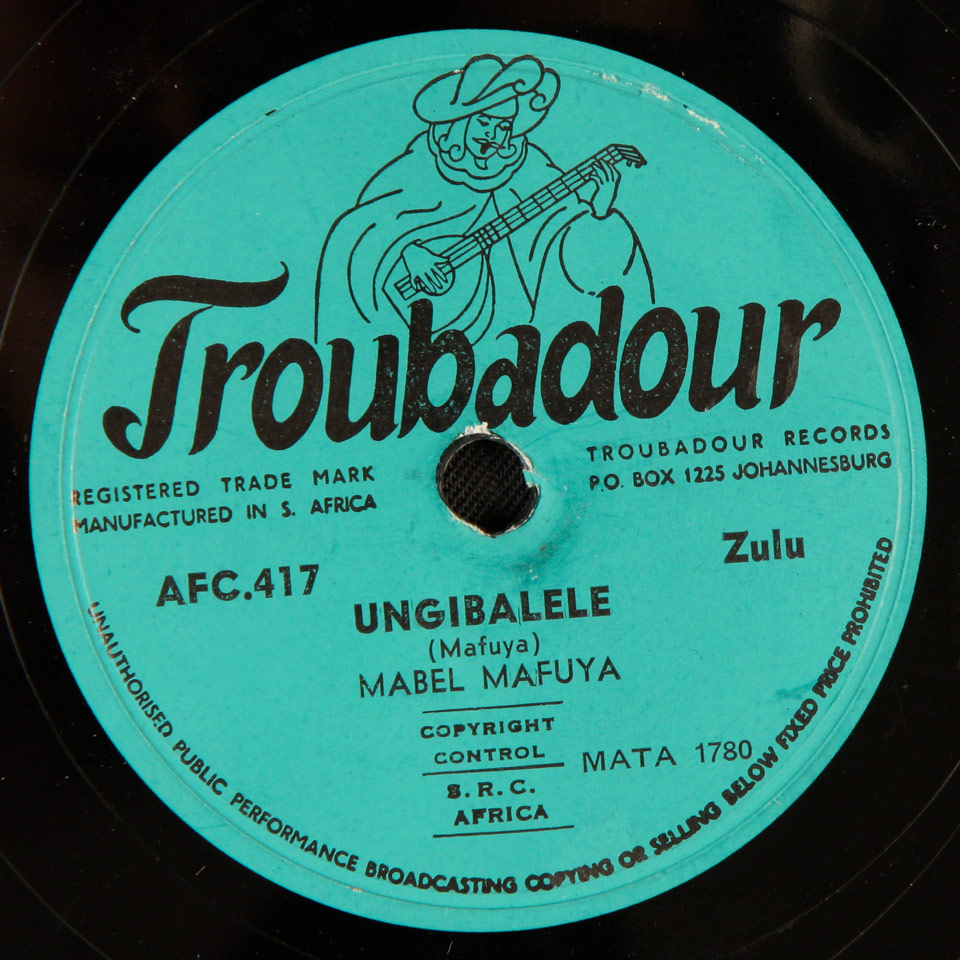 Troubadour
REGISTERED TRADE MARK
MANUFACTURED IN S. AFRICA
TROUBADOUR RECORDS
P.O. BOX 1225 JOHANNESBURG
Zulu
AFC.417
UNGIBALELE
(Mafuya)
MABEL MAFUYA
COPYRIGHT
CONTROL
MATA 1780
S. R. C.
AFRICA
UNAUTHORISED PUBLIC PERFORMANCE BROADCASTING COPYING OR SELLING BELOW FIXED PRICE PROHIBITED